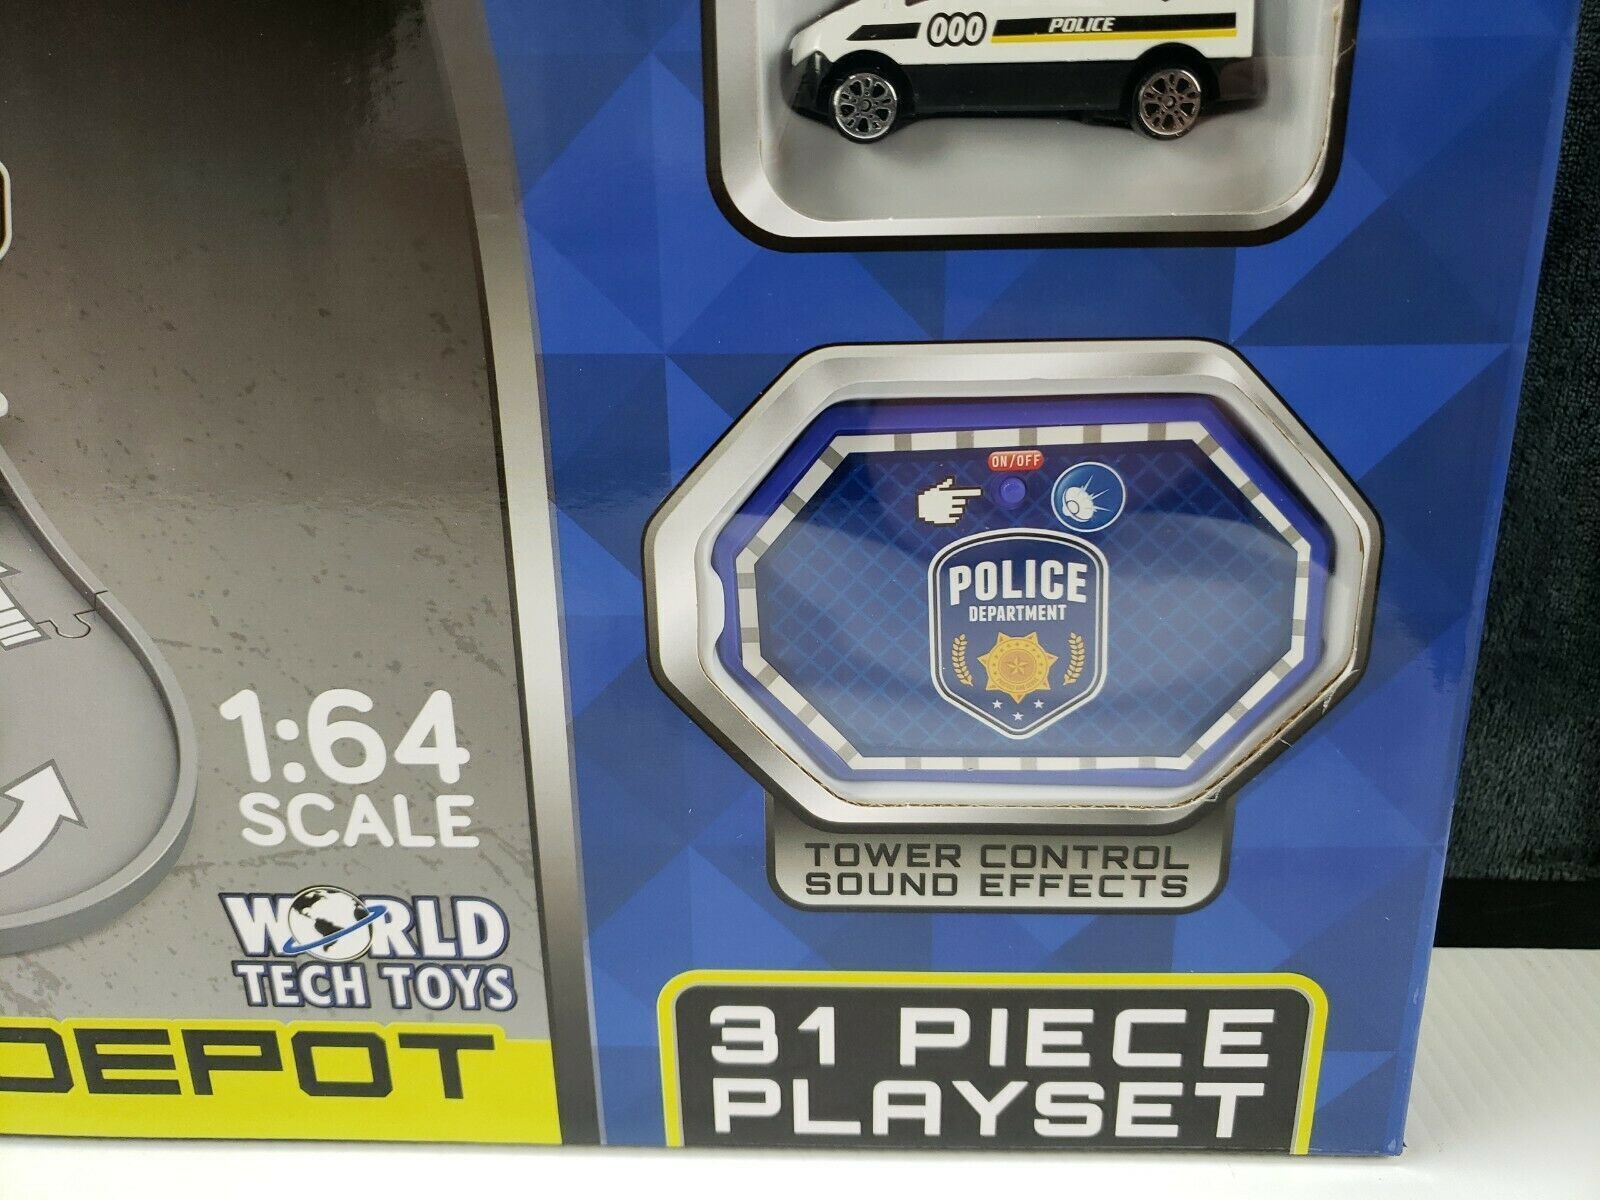 000 POLICE
ON/OFF
POLICE
DEPARTMENT
1:64
SCALE
TOWER CONTROL
SOUND EFFECTS
WORLD
TECH TOYS
DEPOT
31 PIECE
PLAYSET